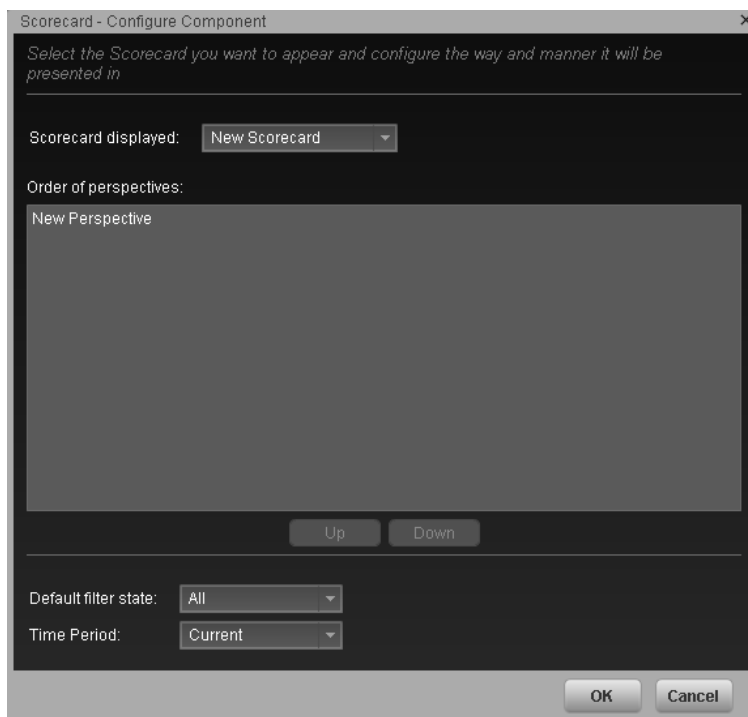 Scorecard - Configure Component
Select the Scorecard you want to appear and configure the way and manner it will be
presented in
Scorecard displayed: New Scorecard
Order of perspectives:
New Perspective
Up Down
Default filter state: All
Time Period: Current
OK Cancel